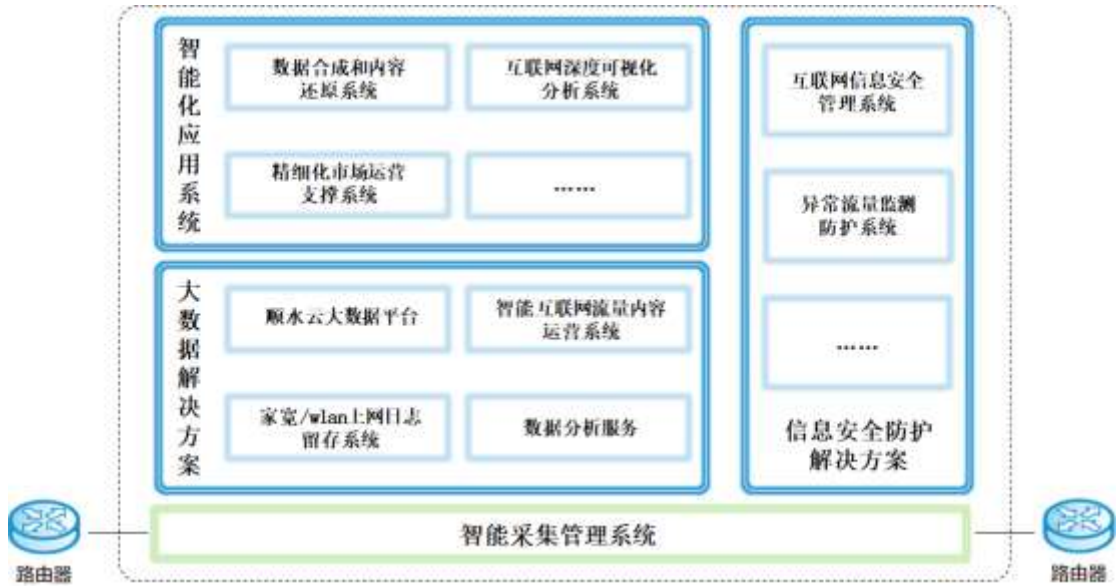 智能化应用系统
数据合成和内容
还原系统
互联网深度可视化
分析系统
精细化市场运营
支撑系统
……
大数据解决方案
顺水云大数据平台
智能互联网流量内容
运营系统
家宽/wlan上网日志
留存系统
数据分析服务
互联网信息安全
管理系统
异常流量监测
防护系统
……
信息安全防护
解决方案
智能采集管理系统
路由器
路由器